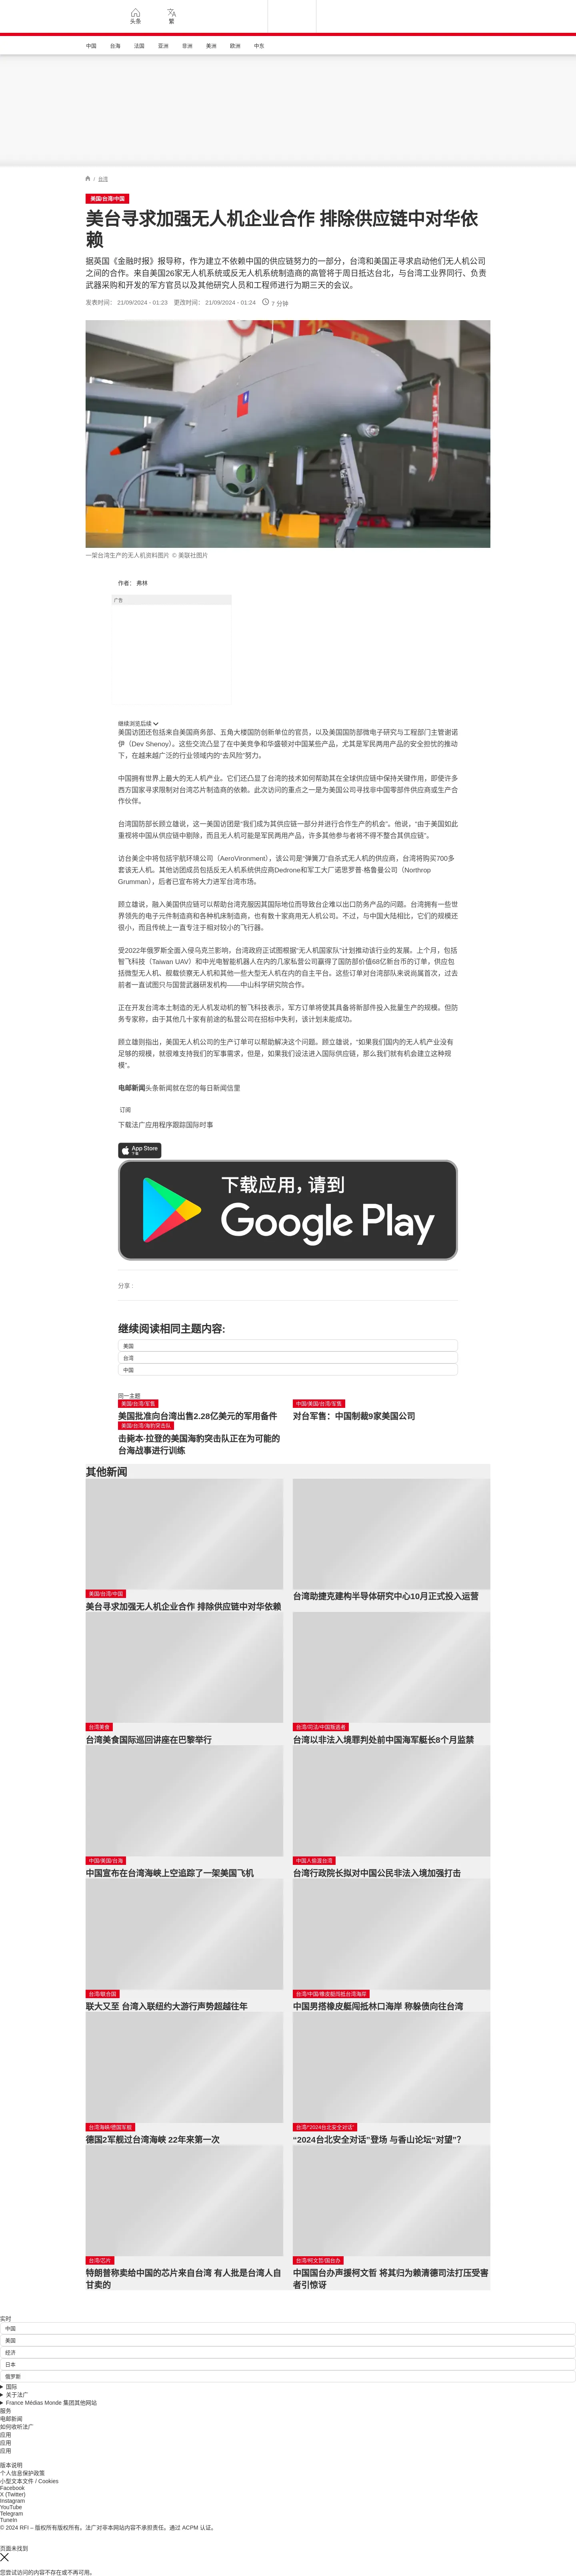 头条
繁
中国 台海 法国 亚洲 非洲 美洲 欧洲 中东
/ 台湾
美国/台湾/中国
美台寻求加强无人机企业合作 排除供应链中对华依
赖
据英国《金融时报》报导称，作为建立不依赖中国的供应链努力的一部分，台湾和美国正寻求启动他们无人机公
司之间的合作。来自美国26家无人机系统或反无人机系统制造商的高管将于周日抵达台北，与台湾工业界同行、负责
武器采购和开发的军方官员以及其他研究人员和工程师进行为期三天的会议。
发表时间： 21/09/2024 - 01:23 更改时间： 21/09/2024 - 01:24 7 分钟
一架台湾生产的无人机资料图片 © 美联社图片
作者： 弗林
广告
继续浏览后续
美国访团还包括来自美国商务部、五角大楼国防创新单位的官员，以及美国国防部微电子研究与工程部门主管谢诺
伊（Dev Shenoy）。这些交流凸显了在中美竞争和华盛顿对中国某些产品，尤其是军民两用产品的安全担忧的推动
下，在越来越广泛的行业领域内的“去风险”努力。
中国拥有世界上最大的无人机产业。它们还凸显了台湾的技术如何帮助其在全球供应链中保持关键作用，即使许多
西方国家寻求限制对台湾芯片制造商的依赖。此次访问的重点之一是为美国公司寻找非中国零部件供应商或生产合
作伙伴。
台湾国防部长顾立雄说，这一美国访团是“我们成为其供应链一部分并进行合作生产的机会”。他说，“由于美国如此
重视将中国从供应链中剔除，而且无人机可能是军民两用产品，许多其他参与者将不得不整合其供应链”。
访台美企中将包括宇航环境公司（AeroVironment），该公司是“弹簧刀”自杀式无人机的供应商，台湾将购买700多
套该无人机。其他访团成员包括反无人机系统供应商Dedrone和军工大厂诺思罗普·格鲁曼公司（Northrop
Grumman），后者已宣布将大力进军台湾市场。
顾立雄说，融入美国供应链可以帮助台湾克服因其国际地位而导致台企难以出口防务产品的问题。台湾拥有一些世
界领先的电子元件制造商和各种机床制造商，也有数十家商用无人机公司。不过，与中国大陆相比，它们的规模还
很小，而且传统上一直专注于相对较小的飞行器。
受2022年俄罗斯全面入侵乌克兰影响，台湾政府正试图根据“无人机国家队”计划推动该行业的发展。上个月，包括
智飞科技（Taiwan UAV）和中光电智能机器人在内的几家私营公司赢得了国防部价值68亿新台币的订单，供应包
括微型无人机、舰载侦察无人机和其他一些大型无人机在内的自主平台。这些订单对台湾部队来说尚属首次，过去
前者一直试图只与国营武器研发机构——中山科学研究院合作。
正在开发台湾本土制造的无人机发动机的智飞科技表示，军方订单将使其具备将新部件投入批量生产的规模。但防
务专家称，由于其他几十家有前途的私营公司在招标中失利，该计划未能成功。
顾立雄则指出，美国无人机公司的生产订单可以帮助解决这个问题。顾立雄说，“如果我们国内的无人机产业没有
足够的规模，就很难支持我们的军事需求，但是，如果我们设法进入国际供应链，那么我们就有机会建立这种规
模”。
电邮新闻头条新闻就在您的每日新闻信里
订阅
下载法广应用程序跟踪国际时事
App Store
下载
下载应用，请到
Google Play
分享 :
继续阅读相同主题内容:
美国
台湾
中国
同一主题
美国/台湾/军售
美国批准向台湾出售2.28亿美元的军用备件
中国/美国/台湾/军售
对台军售：中国制裁9家美国公司
美国/台湾/海豹突击队
击毙本·拉登的美国海豹突击队正在为可能的
台海战事进行训练
其他新闻
美国/台湾/中国
美台寻求加强无人机企业合作 排除供应链中对华依赖
台湾助捷克建构半导体研究中心10月正式投入运营
台湾美食
台湾美食国际巡回讲座在巴黎举行
台湾/司法/中国叛逃者
台湾以非法入境罪判处前中国海军艇长8个月监禁
中国/美国/台海
中国宣布在台湾海峡上空追踪了一架美国飞机
中国人偷渡台湾
台湾行政院长拟对中国公民非法入境加强打击
台湾/联合国
联大又至 台湾入联纽约大游行声势超越往年
台湾/中国/橡皮艇闯抵台湾海岸
中国男搭橡皮艇闯抵林口海岸 称躲债向往台湾
台湾海峡/德国军舰
德国2军舰过台湾海峡 22年来第一次
台湾/“2024台北安全对话”
“2024台北安全对话”登场 与香山论坛“对望”？
台湾/芯片
特朗普称卖给中国的芯片来自台湾 有人批是台湾人自
甘卖的
台湾/柯文哲/国台办
中国国台办声援柯文哲 将其归为赖清德司法打压受害
者引惊讶
实时
中国
美国
经济
日本
俄罗斯
国际
关于法广
France Médias Monde 集团其他网站
服务
电邮新闻
如何收听法广
应用
应用
应用
版本说明
个人信息保护政策
小型文本文件 / Cookies
Facebook
X (Twitter)
Instagram
YouTube
Telegram
TuneIn
© 2024 RFI – 版权所有版权所有。法广对非本网站内容不承担责任。通过 ACPM 认证。
页面未找到
您尝试访问的内容不存在或不再可用。